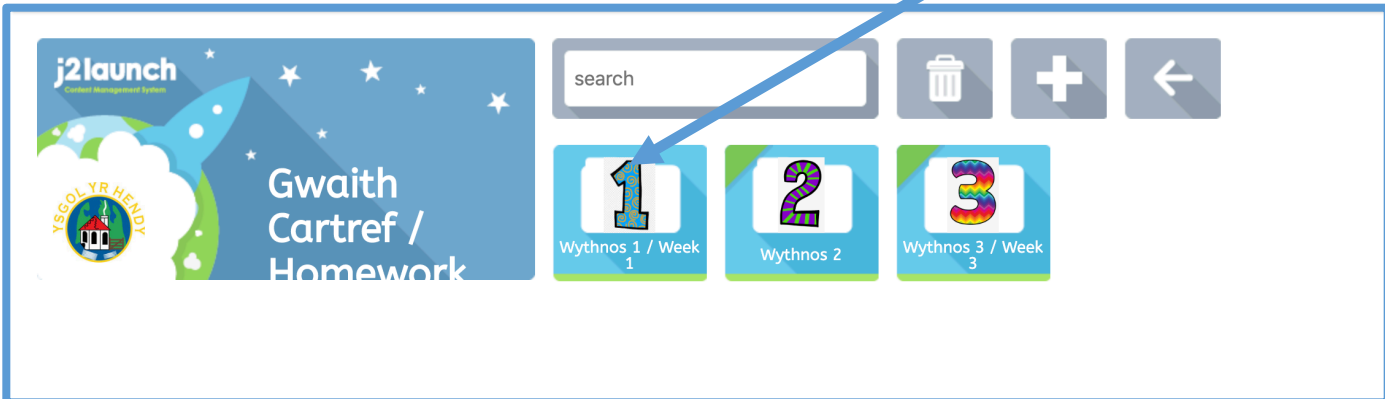 j2launch
Content Management System
YSGOL YR HENDY
Gwaith
Cartref /
Homework
search
1
Wythnos 1 / Week
1
2
Wythnos 2
3
Wythnos 3 / Week
3